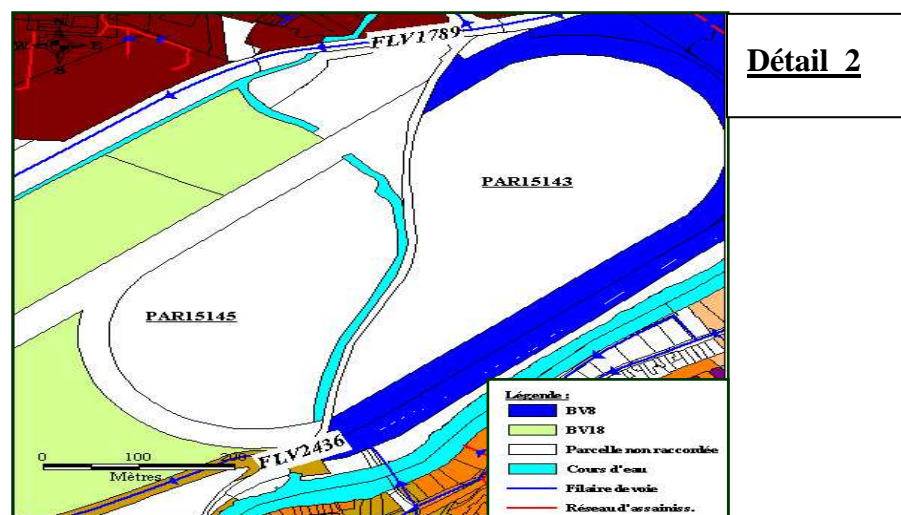 N
W E
S
FLV1789
Détail 2
PAR15143
PAR15145
FLV2436
0 100 200
Mètres
Légende :
BV8
BV18
Parcelle non raccordée
Cours d'eau
Filaire de voie
Réseau d'assainiss.